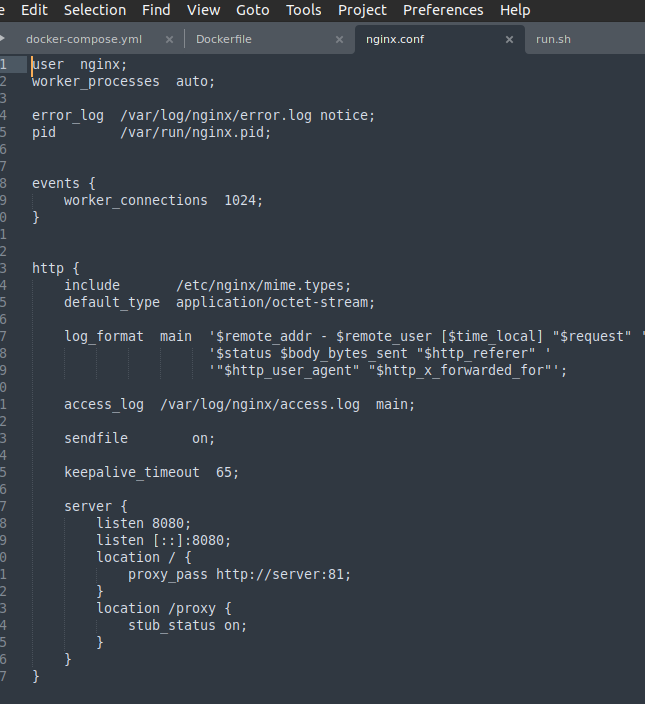 e Edit Selection Find View Goto Tools Project Preferences Help
docker-compose.yml × Dockerfile × nginx.conf × run.sh
1 user  nginx;
2 worker_processes  auto;
3
4 error_log  /var/log/nginx/error.log notice;
5 pid        /var/run/nginx.pid;
6
7
8 events {
9     worker_connections  1024;
0 }
1
2
3 http {
4     include       /etc/nginx/mime.types;
5     default_type  application/octet-stream;
6
7     log_format  main  '$remote_addr - $remote_user [$time_local] "$request" '
8                       '$status $body_bytes_sent "$http_referer" '
9                       '"$http_user_agent" "$http_x_forwarded_for"';
0
1     access_log  /var/log/nginx/access.log  main;
2
3     sendfile        on;
4
5     keepalive_timeout  65;
6
7     server {
8         listen 8080;
9         listen [::]:8080;
0         location / {
1             proxy_pass http://server:81;
2         }
3         location /proxy {
4             stub_status on;
5         }
6     }
7 }